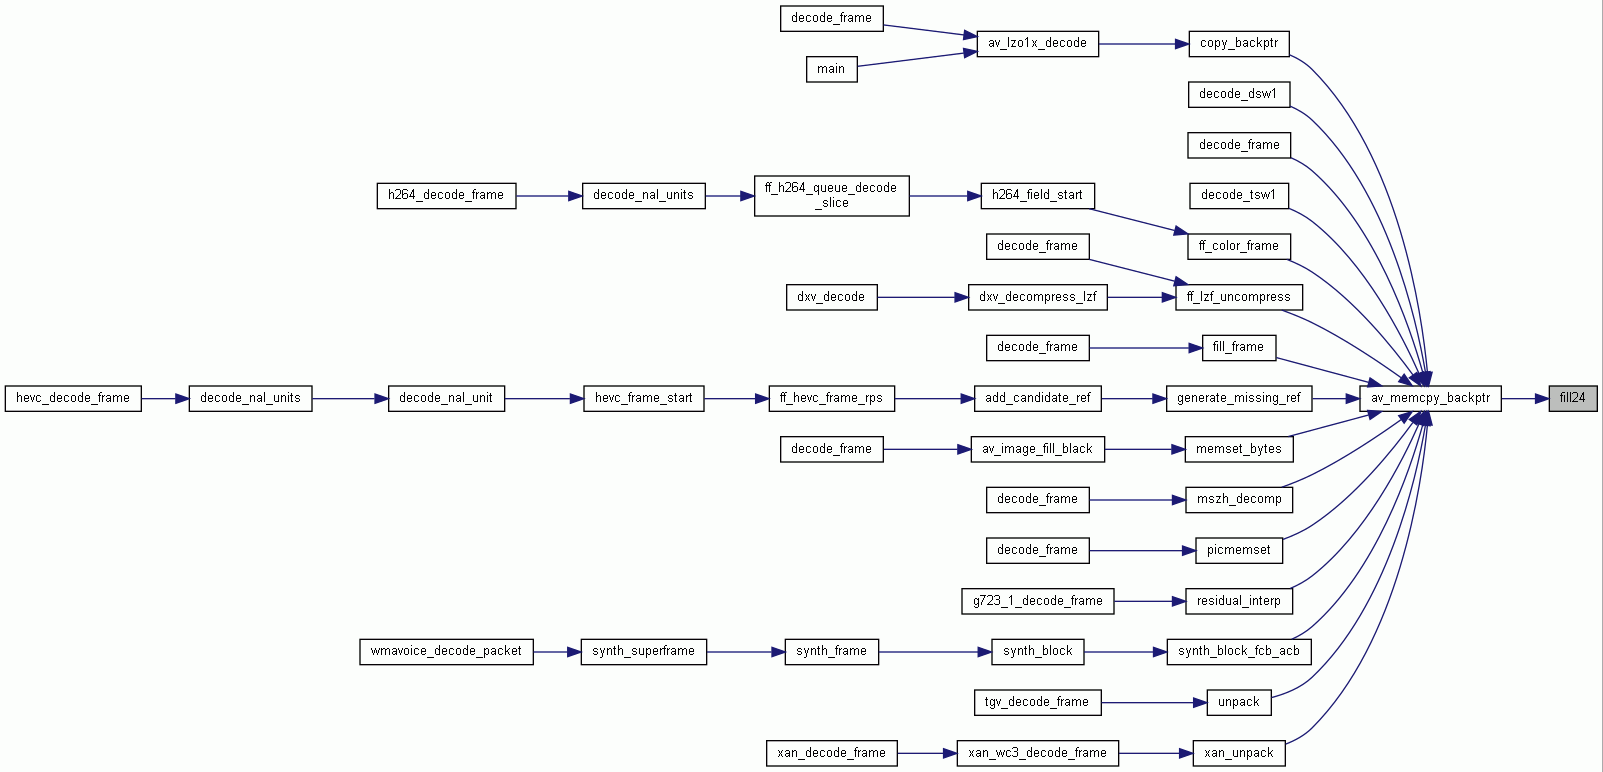 decode_frame
av_lzo1x_decode
copy_backptr
main
decode_dsw1
decode_frame
h264_decode_frame
decode_nal_units
ff_h264_queue_decode
_slice
h264_field_start
decode_tsw1
decode_frame
ff_color_frame
dxv_decode
dxv_decompress_lzf
ff_lzf_uncompress
decode_frame
fill_frame
hevc_decode_frame
decode_nal_units
decode_nal_unit
hevc_frame_start
ff_hevc_frame_rps
add_candidate_ref
generate_missing_ref
av_memcpy_backptr
fill24
decode_frame
av_image_fill_black
memset_bytes
decode_frame
mszh_decomp
decode_frame
picmemset
g723_1_decode_frame
residual_interp
wmavoice_decode_packet
synth_superframe
synth_frame
synth_block
synth_block_fcb_acb
tgv_decode_frame
unpack
xan_decode_frame
xan_wc3_decode_frame
xan_unpack